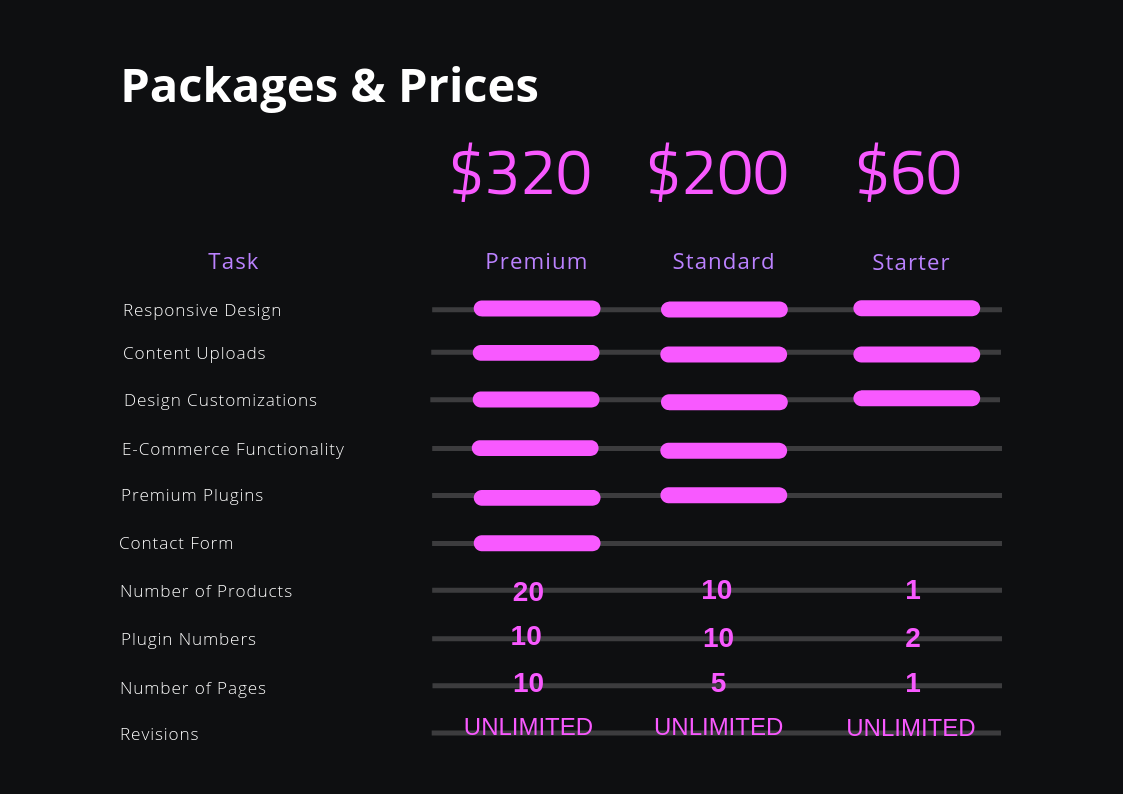 Packages & Prices
$320 $200 $60
Task Premium Standard Starter
Responsive Design
Content Uploads
Design Customizations
E-Commerce Functionality
Premium Plugins
Contact Form
Number of Products 20 10 1
Plugin Numbers 10 10 2
Number of Pages 10 5 1
Revisions UNLIMITED UNLIMITED UNLIMITED